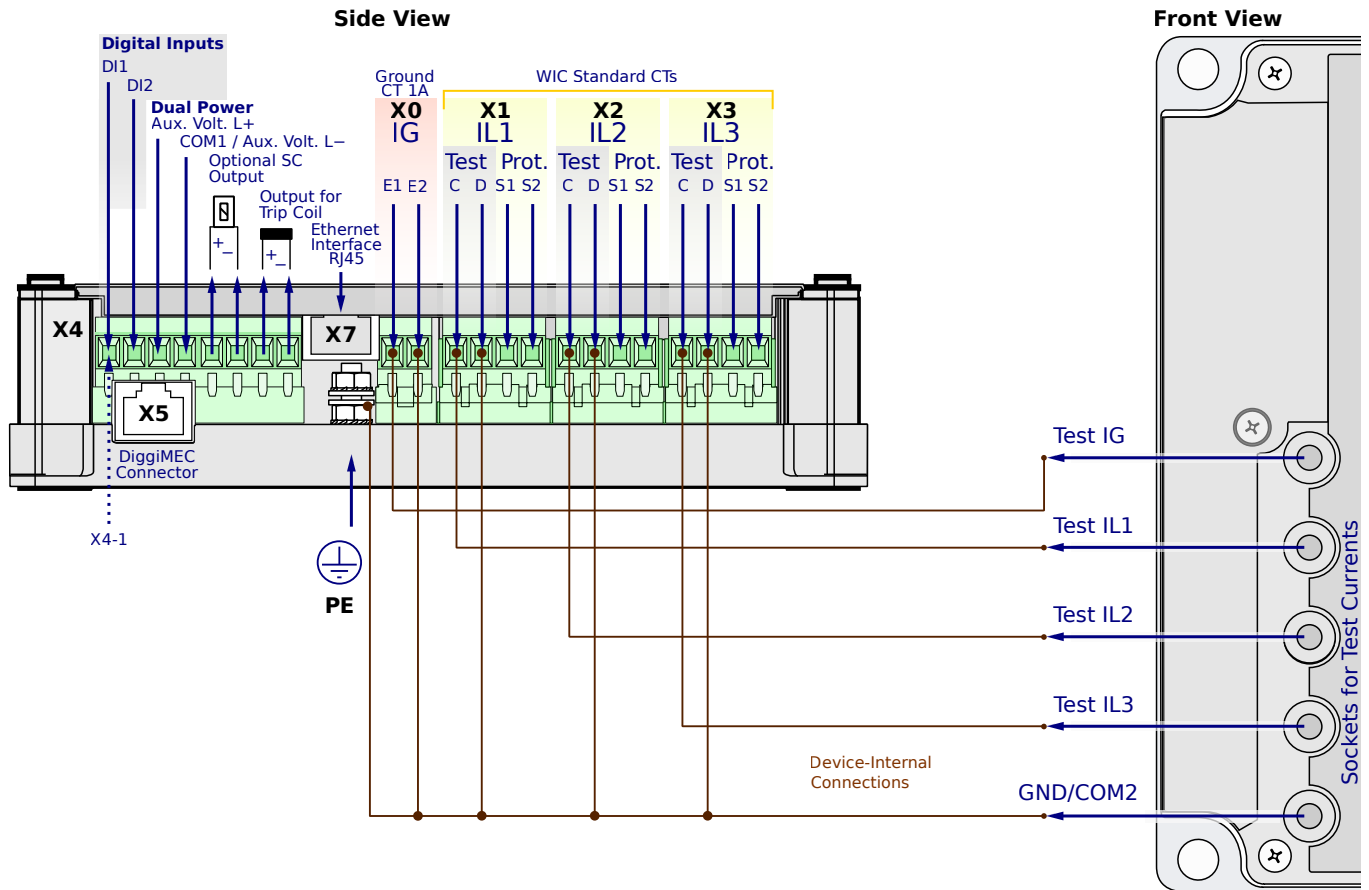 Side View
Front View
Digital Inputs
DI1
DI2
Dual Power
Aux. Volt. L+
COM1 / Aux. Volt. L−
Optional SC
Output
+
−
Output for
Trip Coil
+
−
Ethernet
Interface
RJ45
Ground
CT 1A
X0
IG
E1 E2
WIC Standard CTs
X1
IL1
Test Prot.
C D S1 S2
X2
IL2
Test Prot.
C D S1 S2
X3
IL3
Test Prot.
C D S1 S2
X4
X7
X5
DiggiMEC
Connector
X4-1
PE
Test IG
Test IL1
Test IL2
Test IL3
GND/COM2
Device-Internal
Connections
Sockets for Test Currents